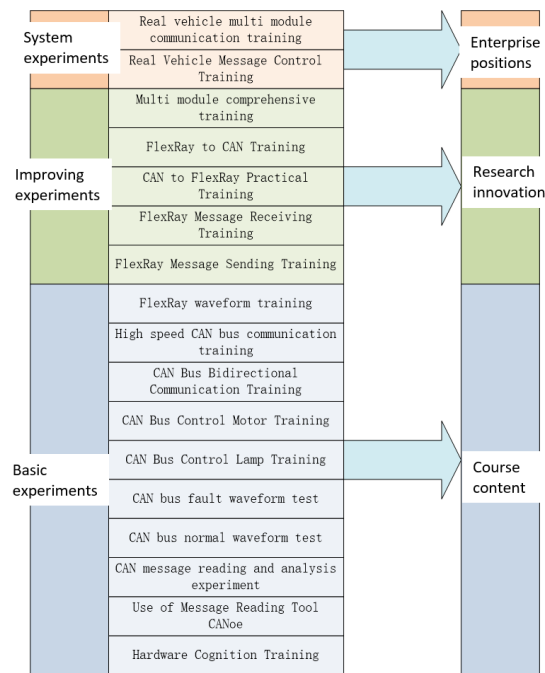 System
experiments
Real vehicle multi module
communication training
Real Vehicle Message Control
Training
Enterprise
positions
Improving
experiments
Multi module comprehensive
training
FlexRay to CAN Training
CAN to FlexRay Practical
Training
FlexRay Message Receiving
Training
FlexRay Message Sending Training
Research
innovation
Basic
experiments
FlexRay waveform training
High speed CAN bus communication
training
CAN Bus Bidirectional
Communication Training
CAN Bus Control Motor Training
CAN Bus Control Lamp Training
CAN bus fault waveform test
CAN bus normal waveform test
CAN message reading and analysis
experiment
Use of Message Reading Tool
CANoe
Hardware Cognition Training
Course
content